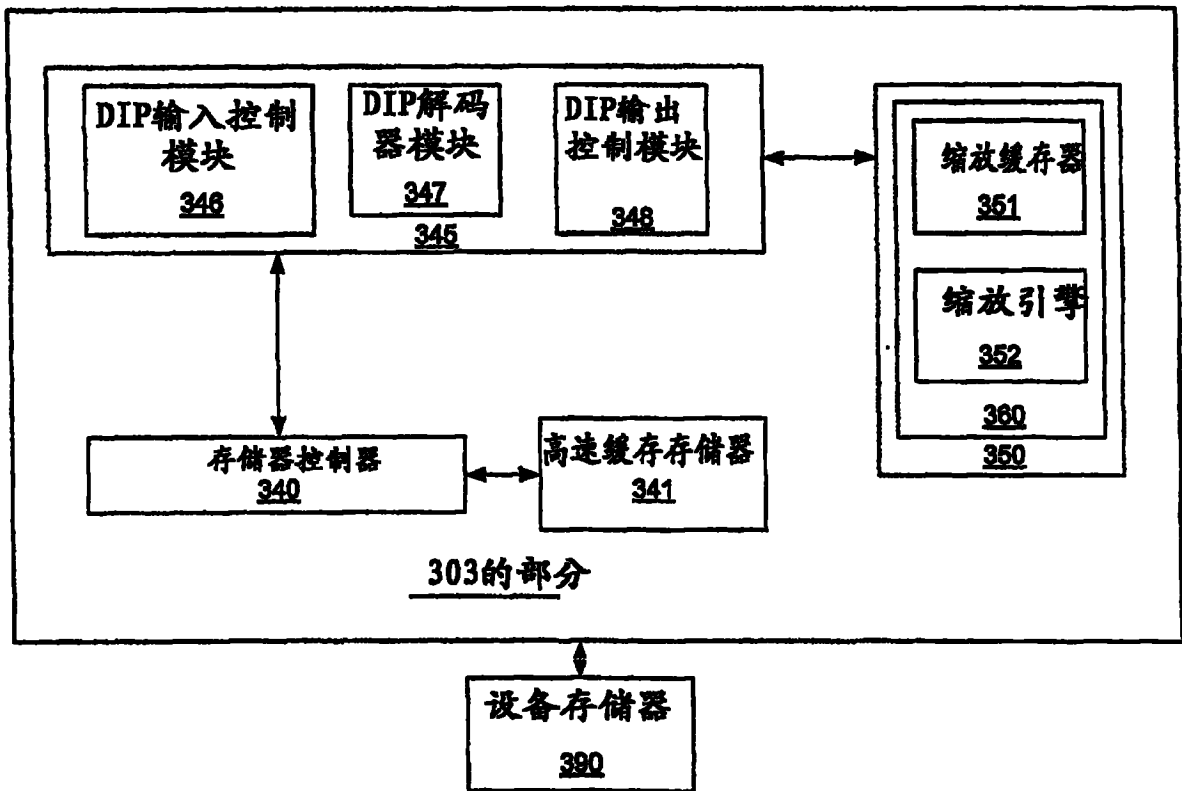 DIP输入控制
模块
346
DIP解码
器模块
347
DIP输出
控制模块
348
345
缩放缓存器
351
缩放引擎
352
360
350
存储器控制器
340
高速缓存存储器
341
303的部分
设备存储器
390